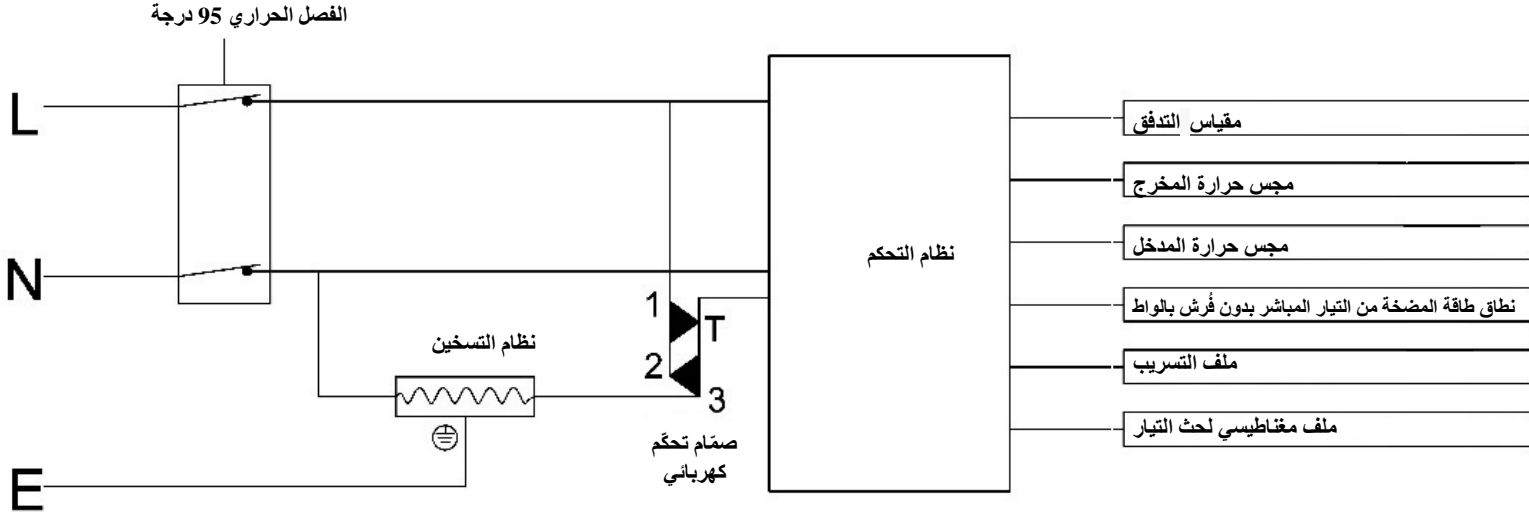 الفصل الحراري 95 درجة
L
مقياس التدفق
مجس حرارة المخرج
نظام التحكم
مجس حرارة المدخل
N
1
T
نطاق طاقة المضخة من التيار المباشر بدون فُرش بالواط
نظام التسخين
2
ملف التسريب
3
صمّام تحكّم
كهربائي
ملف مغناطيسي لحث التيار
E